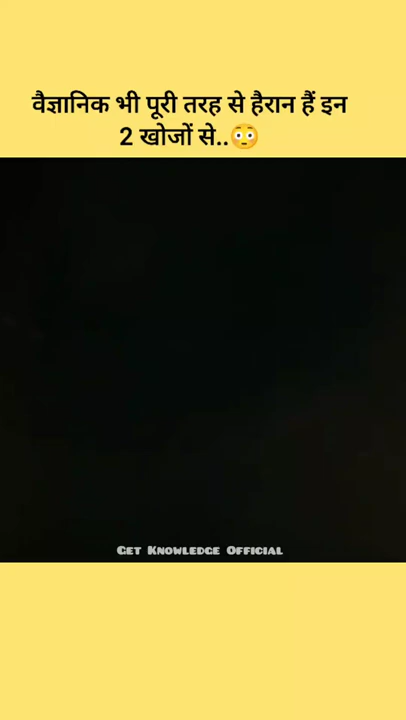 वैज्ञानिक भी पूरी तरह से हैरान हैं इन
2 खोजों से..😳
Get Knowledge Official